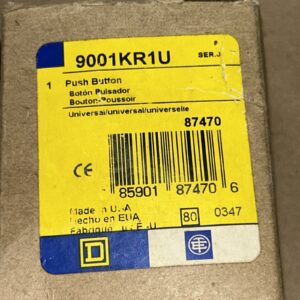 9001KR1U
SER.J
1 Push Button
Botón Pulsador
Bouton-Poussoir
Universal/universal/universelle
87470
CE
85901 87470 6
Made in USA
Hecho en EUA
80 0347